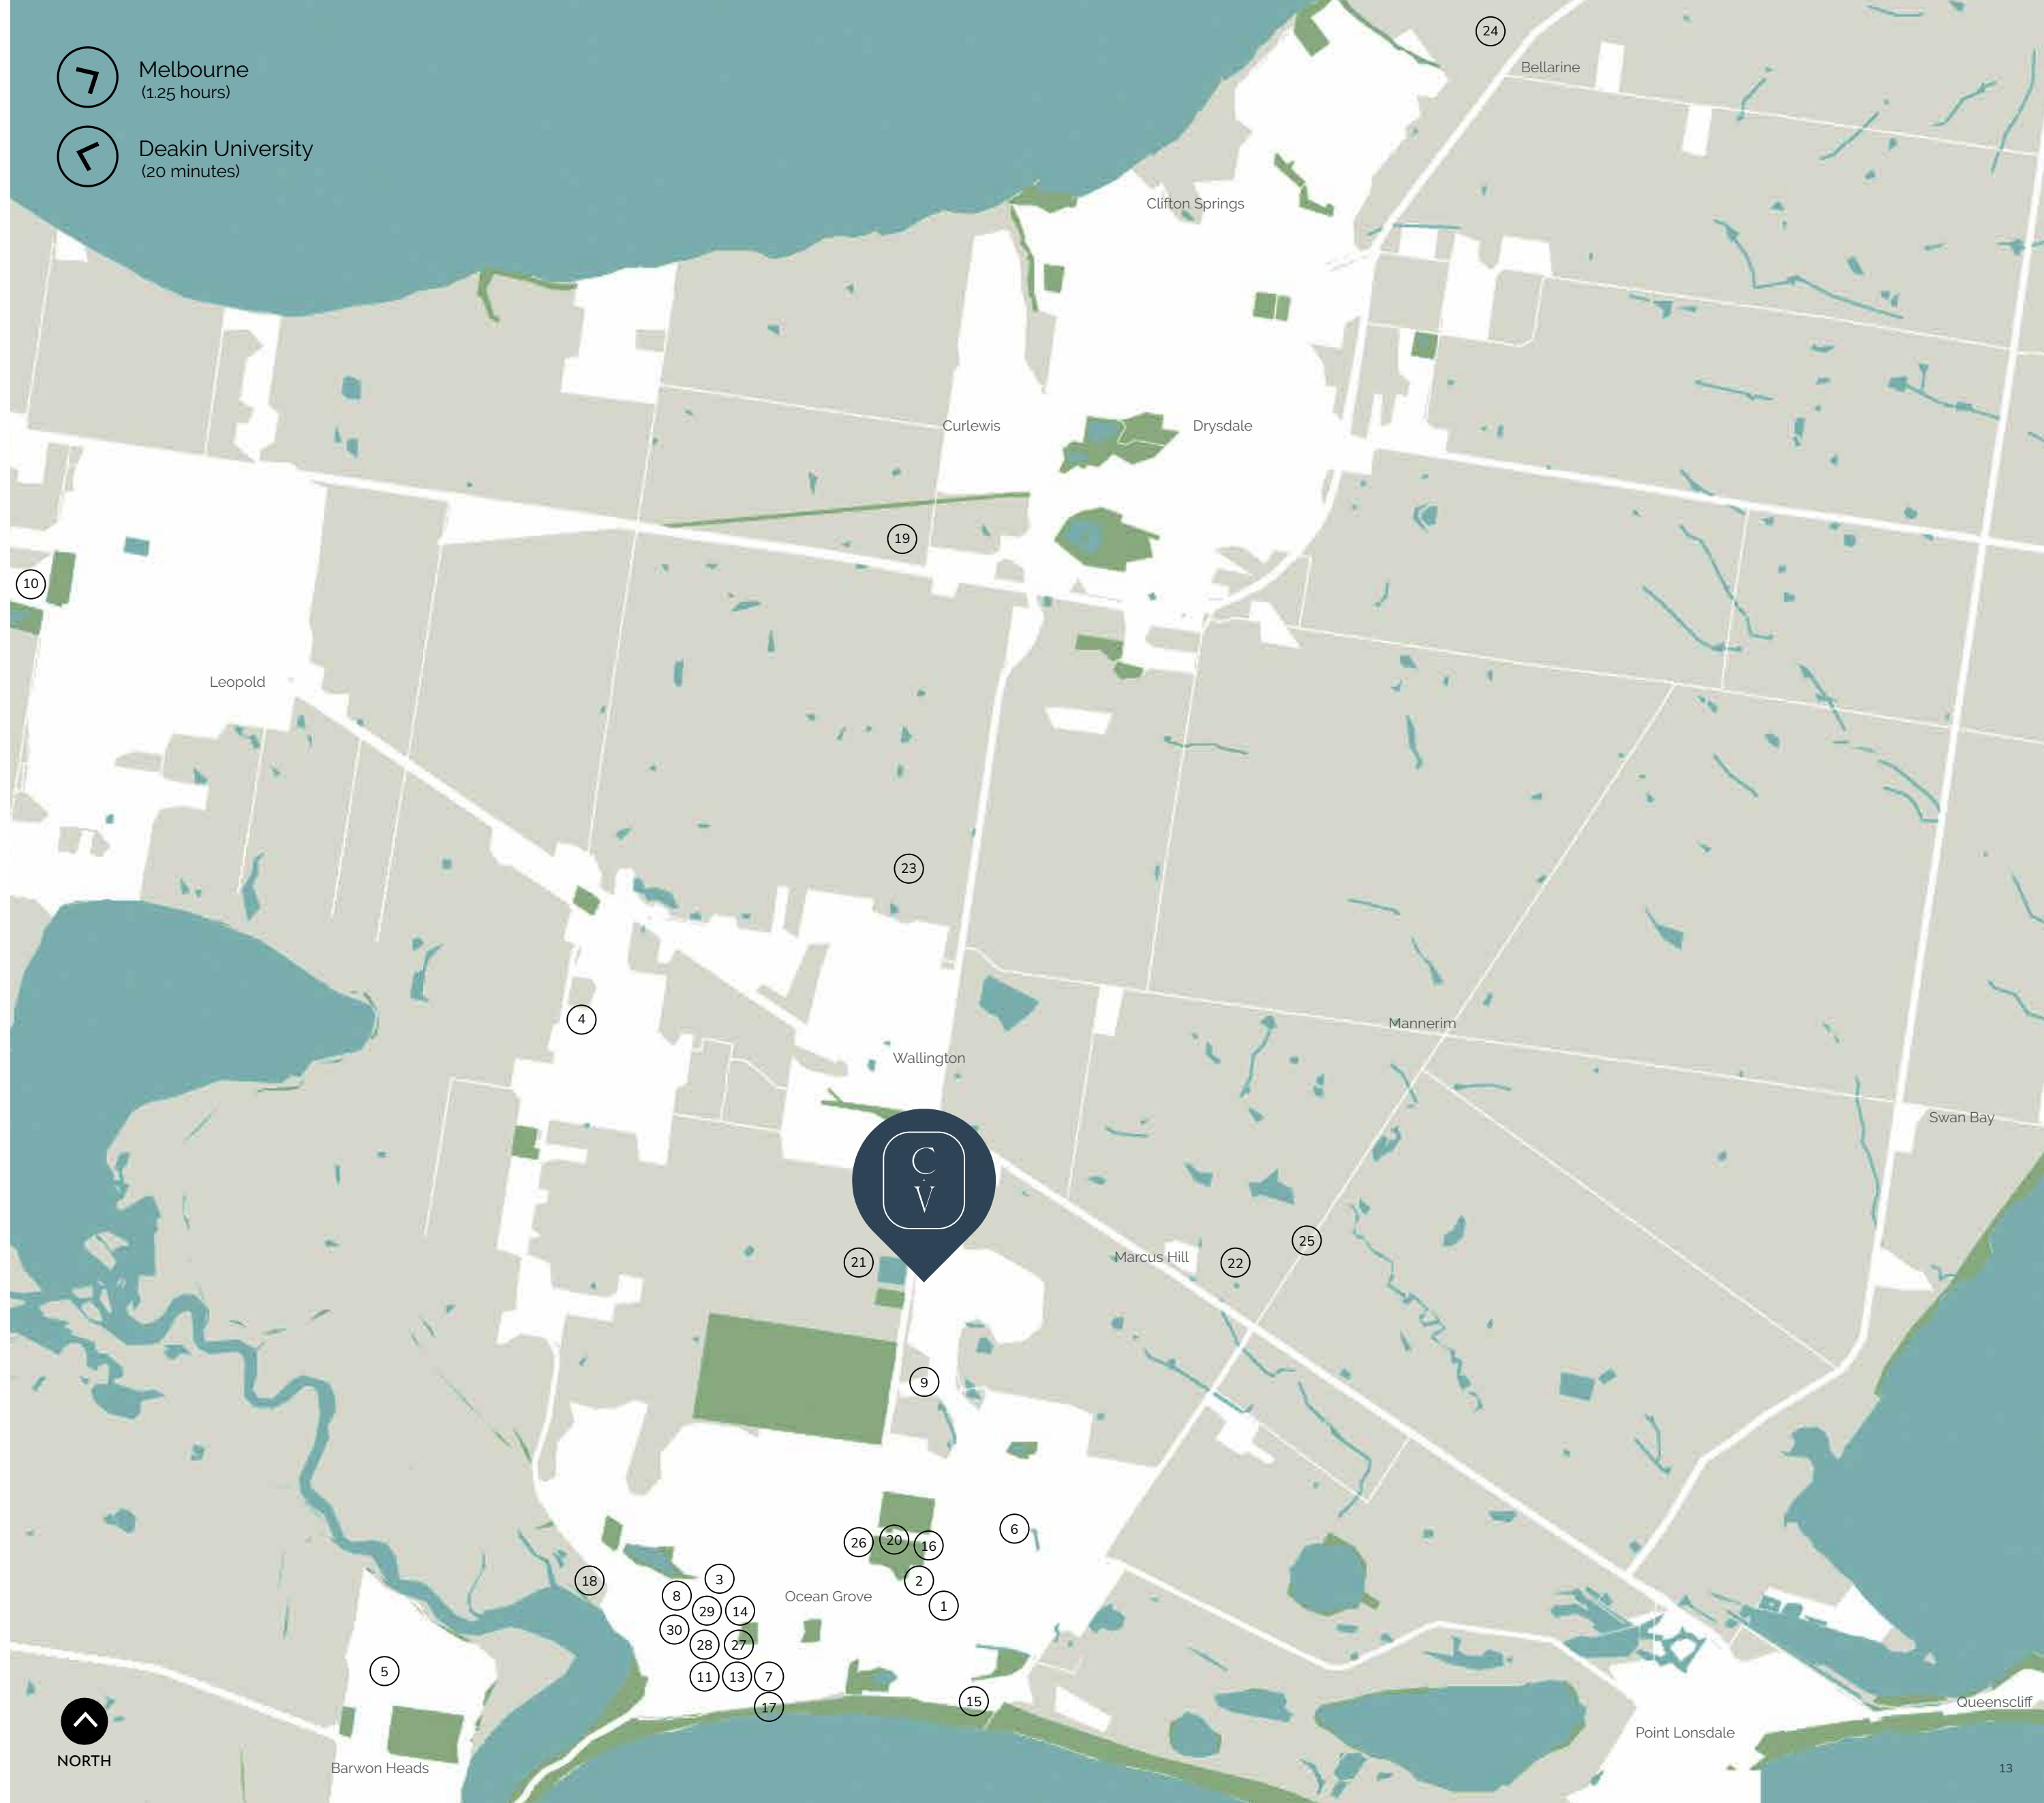 24
Melbourne
(1.25 hours)
Bellarine
Deakin University
(20 minutes)
Clifton Springs
Curlewis
Drysdale
19
10
Leopold
23
4
Mannerim
Wallington
Swan Bay
C
V
25
Marcus Hill
22
21
9
6
26
20
16
18
3
2
8
Ocean Grove
1
29
14
30
28
27
5
11
13
7
15
17
Queenscliff
Point Lonsdale
NORTH
Barwon Heads
13